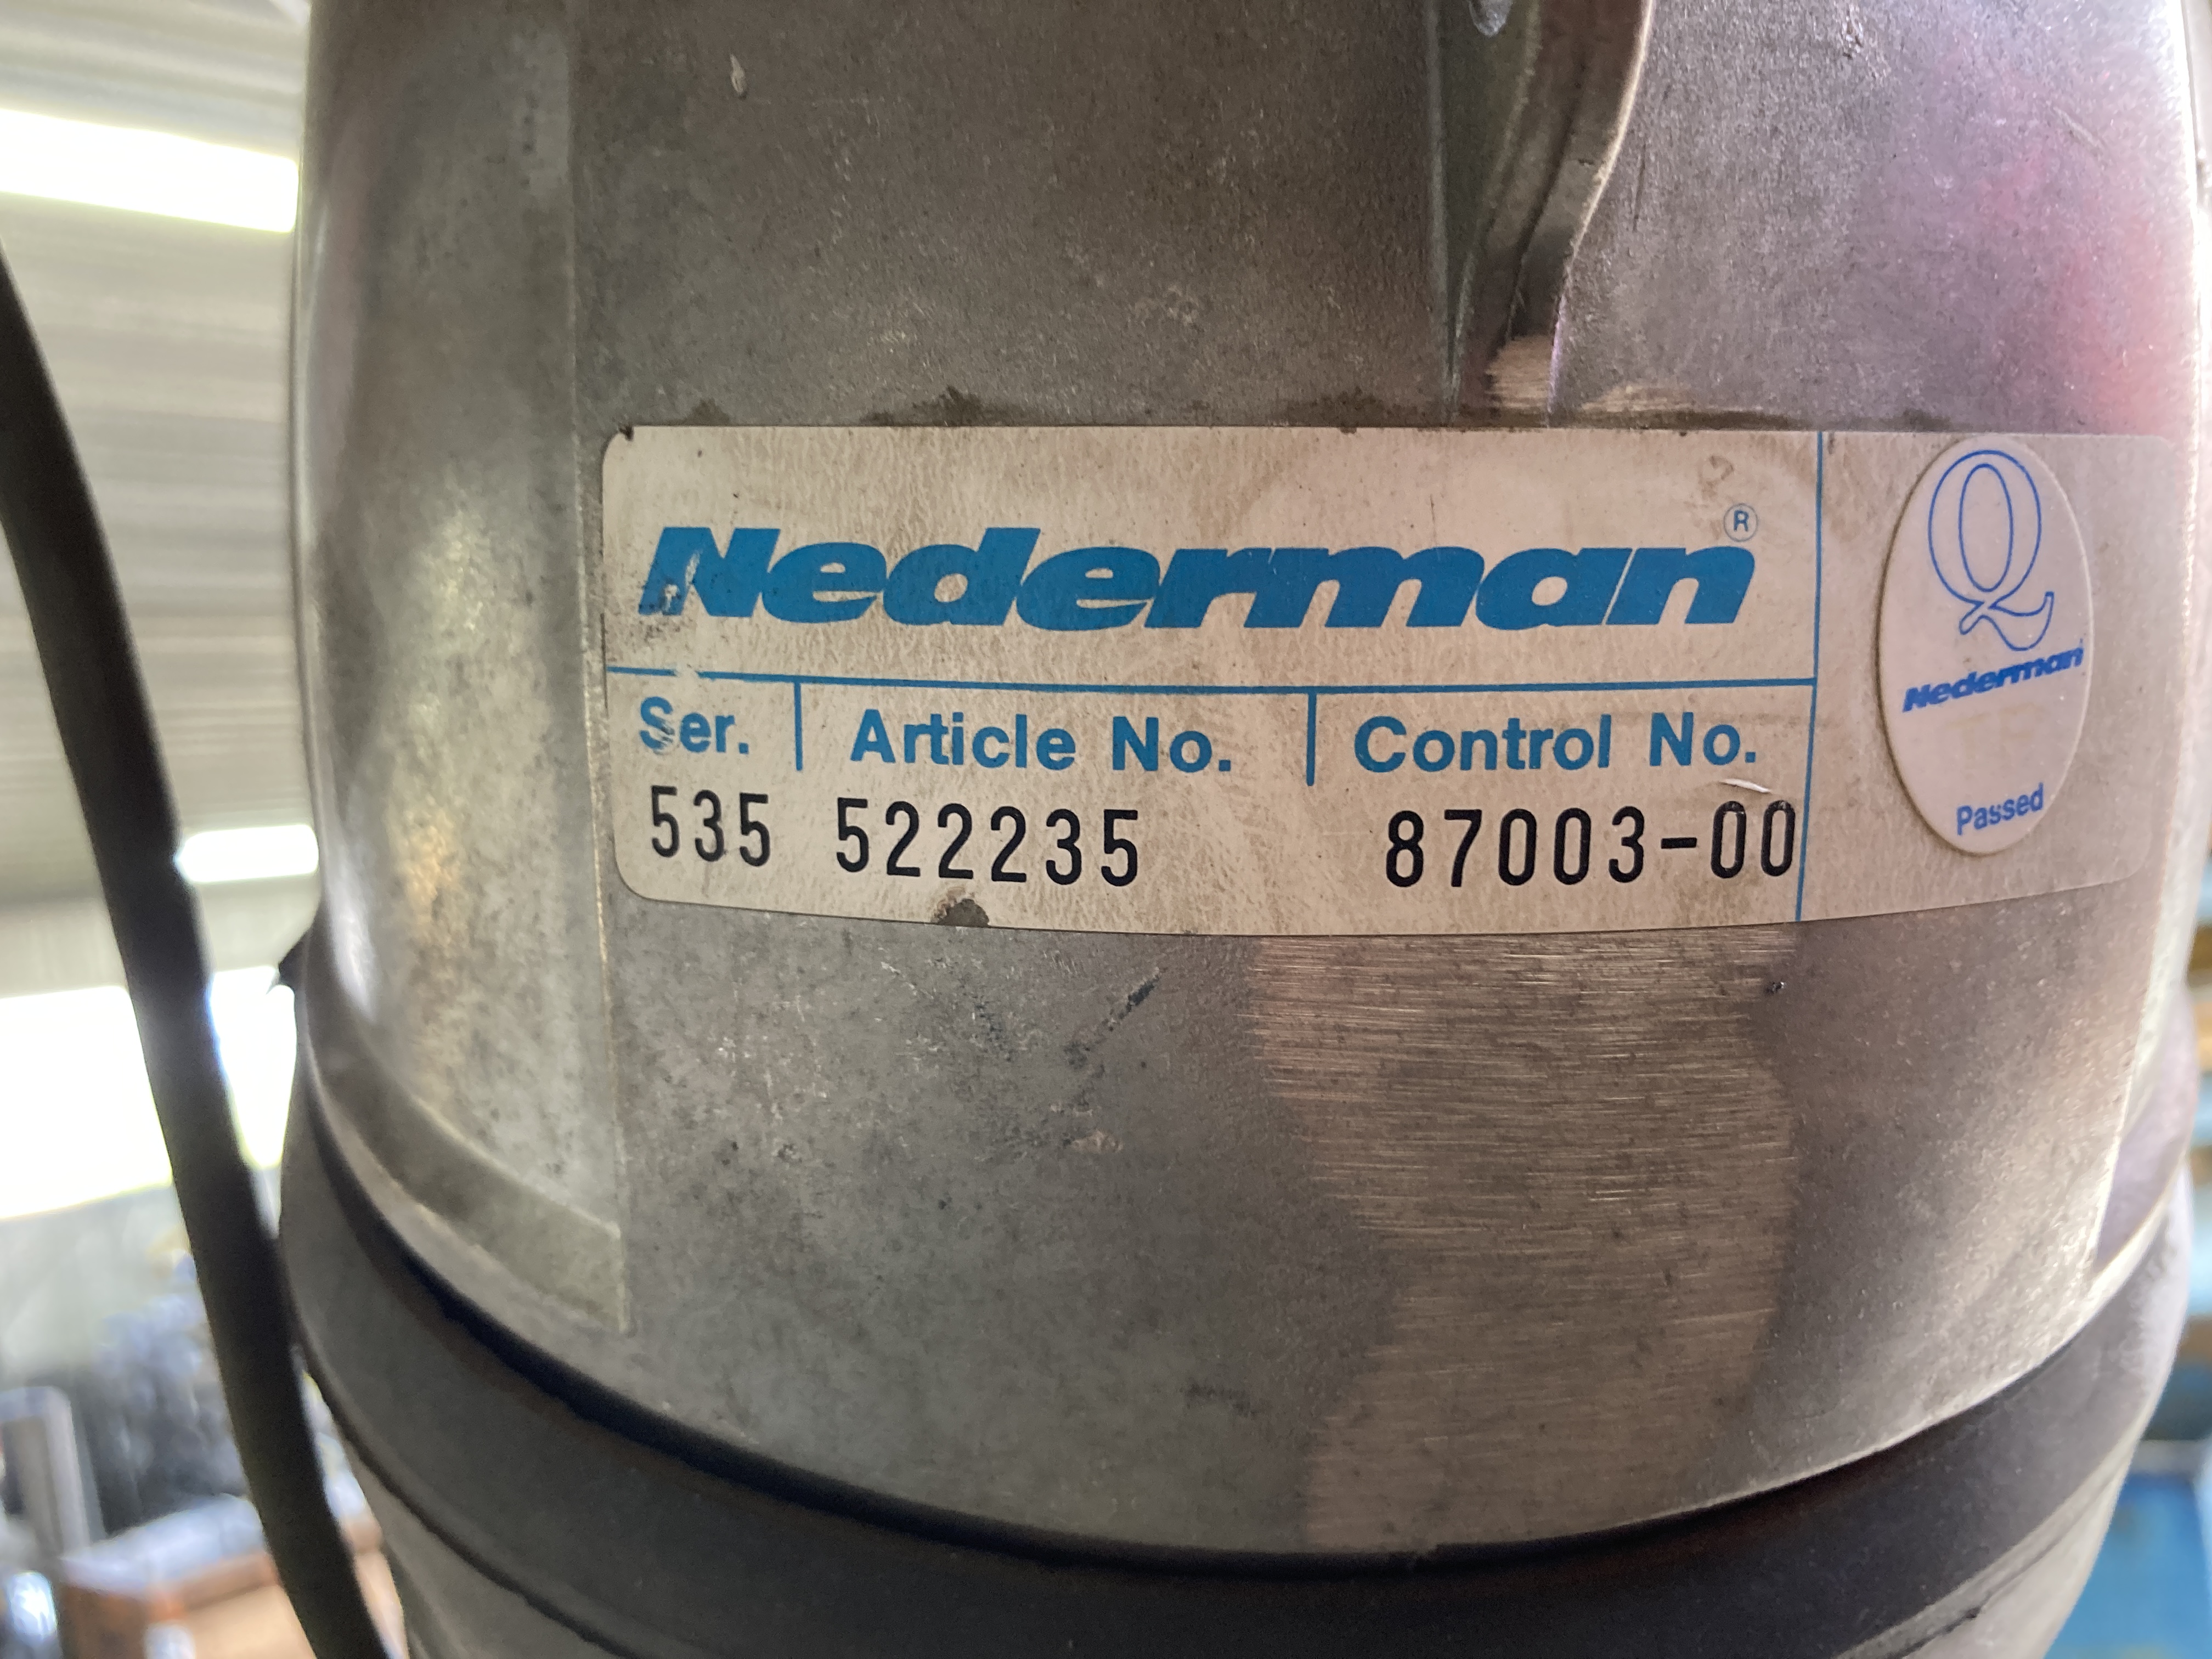 Nederman®
Ser. Article No. Control No.
535 522235 87003-00
Q
Nederman
Passed